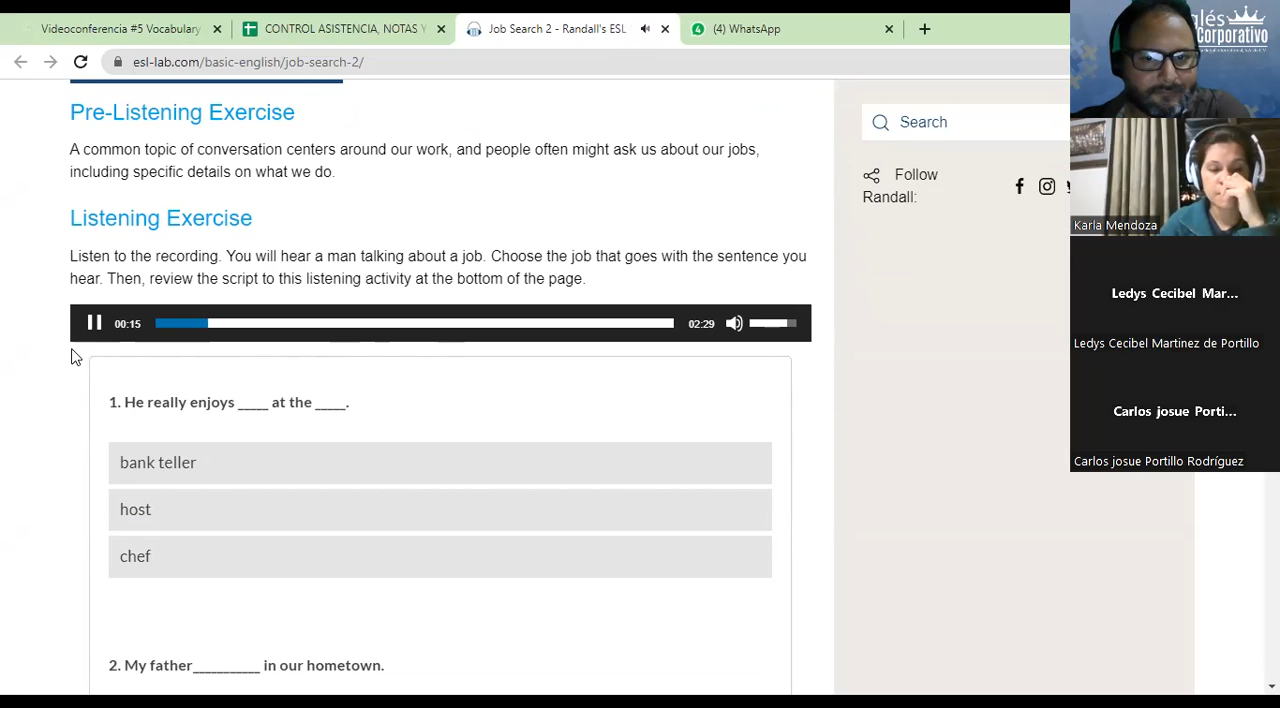 Videoconferencia #5 Vocabulary
CONTROL ASISTENCIA, NOTAS Y
Job Search 2 - Randall's ESL
(4) WhatsApp
esl-lab.com/basic-english/job-search-2/
glés
Corporativo
Pre-Listening Exercise
A common topic of conversation centers around our work, and people often might ask us about our jobs,
including specific details on what we do.
Search
Follow
Randall:
Listening Exercise
Listen to the recording. You will hear a man talking about a job. Choose the job that goes with the sentence you
hear. Then, review the script to this listening activity at the bottom of the page.
00:15
02:29
1. He really enjoys _____ at the _____.
bank teller
host
chef
2. My father___________ in our hometown.
Karla Mendoza
Ledys Cecibel Mar...
Ledys Cecibel Martinez de Portillo
Carlos josue Porti...
Carlos josue Portillo Rodríguez